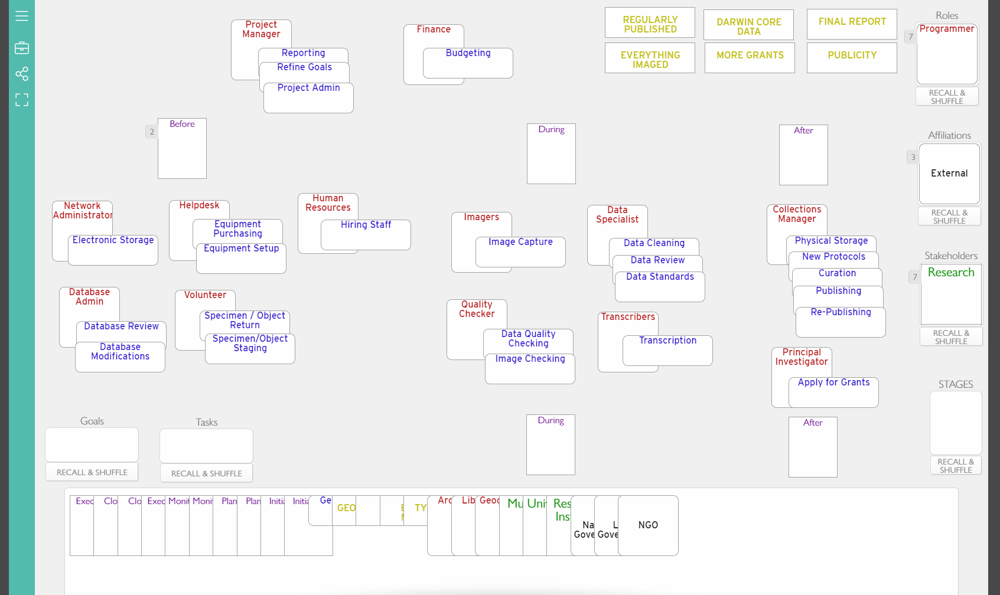 Project
Manager
Reporting
Refine Goals
Project Admin
Finance
Budgeting
REGULARLY
PUBLISHED
DARWIN CORE
DATA
FINAL REPORT
EVERYTHING
IMAGED
MORE GRANTS
PUBLICITY
Roles
7
Programmer
RECALL &
SHUFFLE
2
Before
During
After
Affiliations
3
External
RECALL &
SHUFFLE
Network
Administrator
Electronic Storage
Helpdesk
Equipment
Purchasing
Equipment Setup
Human
Resources
Hiring Staff
Imagers
Image Capture
Data
Specialist
Data Cleaning
Data Review
Data Standards
Collections
Manager
Physical Storage
New Protocols
Curation
Publishing
Re-Publishing
Stakeholders
7
Research
RECALL &
SHUFFLE
Database
Admin
Database Review
Database
Modifications
Volunteer
Specimen / Object
Return
Specimen/Object
Staging
Quality
Checker
Data Quality
Checking
Image Checking
Transcribers
Transcription
Principal
Investigator
Apply for Grants
STAGES
RECALL &
SHUFFLE
Goals
RECALL & SHUFFLE
Tasks
RECALL & SHUFFLE
During
After
Exec
Clo
Clo
Exec
Moni
Moni
Plan
Plan
Initi
Initi
Ge
GEO
TY
Arc
Lib
Geo
Mu
Uni
Res
Ins
Na
Gove
L
Gove
NGO